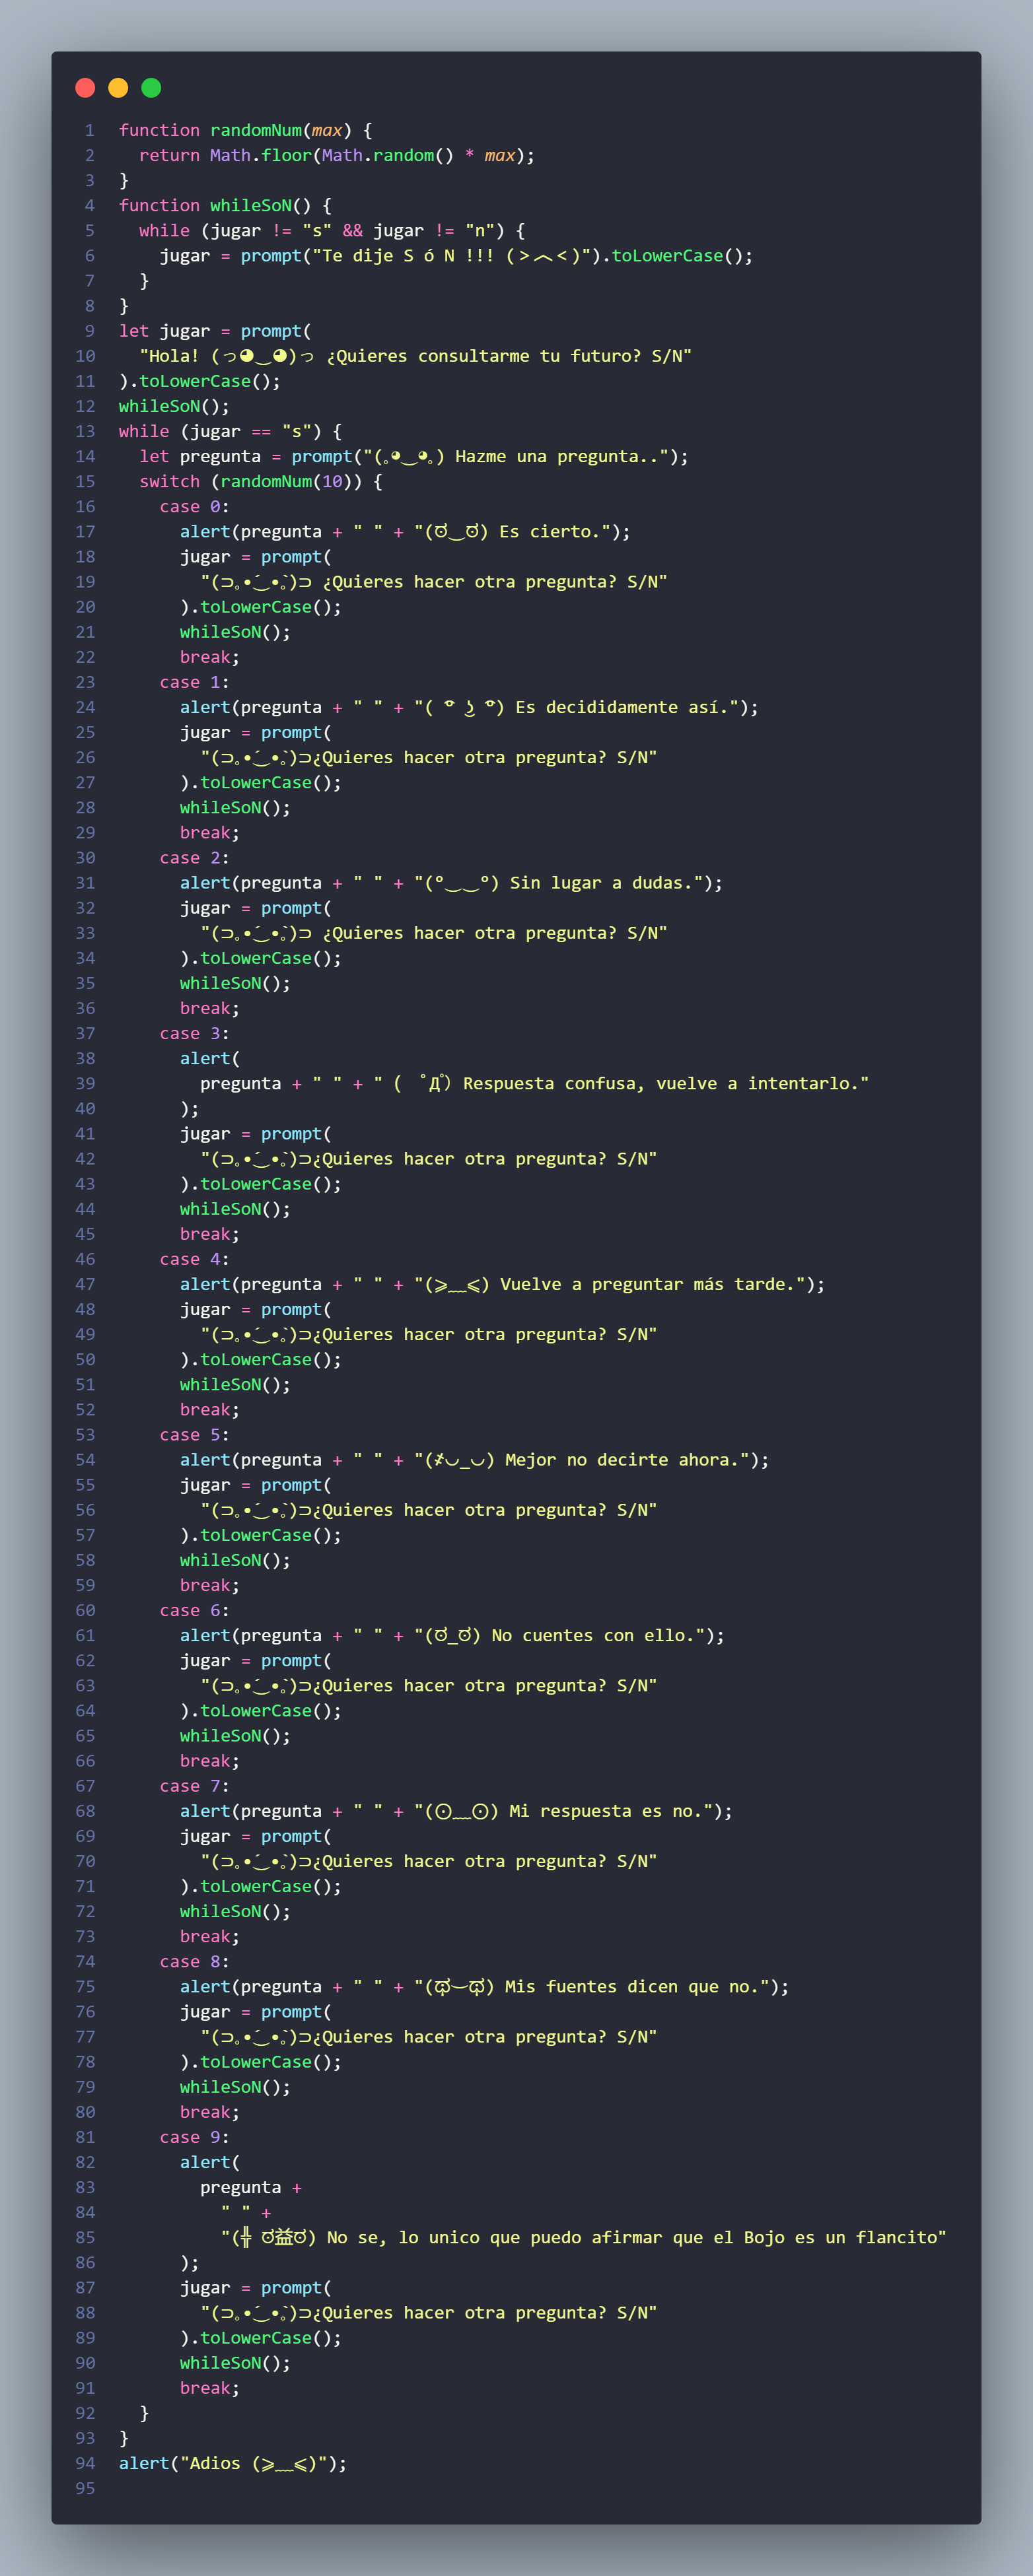 1 function randomNum(max) {
2   return Math.floor(Math.random() * max);
3 }
4 function whileSoN() {
5   while (jugar != "s" && jugar != "n") {
6     jugar = prompt("Te dije S ó N !!! (＞︿＜)").toLowerCase();
7   }
8 }
9 let jugar = prompt(
10   "Hola! (っ◕‿◕)っ ¿Quieres consultarme tu futuro? S/N"
11 ).toLowerCase();
12 whileSoN();
13 while (jugar == "s") {
14   let pregunta = prompt("(｡◕‿◕｡) Hazme una pregunta..");
15   switch (randomNum(10)) {
16     case 0:
17       alert(pregunta + " " + "(ಠ‿ಠ) Es cierto.");
18       jugar = prompt(
19         "(⊃｡•́‿•̀｡)⊃ ¿Quieres hacer otra pregunta? S/N"
20       ).toLowerCase();
21       whileSoN();
22       break;
23     case 1:
24       alert(pregunta + " " + "( ͡° ͜ʖ ͡°) Es decididamente así.");
25       jugar = prompt(
26         "(⊃｡•́‿•̀｡)⊃¿Quieres hacer otra pregunta? S/N"
27       ).toLowerCase();
28       whileSoN();
29       break;
30     case 2:
31       alert(pregunta + " " + "(°‿‿°) Sin lugar a dudas.");
32       jugar = prompt(
33         "(⊃｡•́‿•̀｡)⊃ ¿Quieres hacer otra pregunta? S/N"
34       ).toLowerCase();
35       whileSoN();
36       break;
37     case 3:
38       alert(
39         pregunta + " " + " (　ﾟДﾟ) Respuesta confusa, vuelve a intentarlo."
40       );
41       jugar = prompt(
42         "(⊃｡•́‿•̀｡)⊃¿Quieres hacer otra pregunta? S/N"
43       ).toLowerCase();
44       whileSoN();
45       break;
46     case 4:
47       alert(pregunta + " " + "(⩾﹏⩽) Vuelve a preguntar más tarde.");
48       jugar = prompt(
49         "(⊃｡•́‿•̀｡)⊃¿Quieres hacer otra pregunta? S/N"
50       ).toLowerCase();
51       whileSoN();
52       break;
53     case 5:
54       alert(pregunta + " " + "(҂◡_◡) Mejor no decirte ahora.");
55       jugar = prompt(
56         "(⊃｡•́‿•̀｡)⊃¿Quieres hacer otra pregunta? S/N"
57       ).toLowerCase();
58       whileSoN();
59       break;
60     case 6:
61       alert(pregunta + " " + "(ಠ_ಠ) No cuentes con ello.");
62       jugar = prompt(
63         "(⊃｡•́‿•̀｡)⊃¿Quieres hacer otra pregunta? S/N"
64       ).toLowerCase();
65       whileSoN();
66       break;
67     case 7:
68       alert(pregunta + " " + "(⊙﹏⊙) Mi respuesta es no.");
69       jugar = prompt(
70         "(⊃｡•́‿•̀｡)⊃¿Quieres hacer otra pregunta? S/N"
71       ).toLowerCase();
72       whileSoN();
73       break;
74     case 8:
75       alert(pregunta + " " + "(ಥ﹏ಥ) Mis fuentes dicen que no.");
76       jugar = prompt(
77         "(⊃｡•́‿•̀｡)⊃¿Quieres hacer otra pregunta? S/N"
78       ).toLowerCase();
79       whileSoN();
80       break;
81     case 9:
82       alert(
83         pregunta +
84           " " +
85           "(╬ ಠ益ಠ) No se, lo unico que puedo afirmar que el Bojo es un flancito"
86       );
87       jugar = prompt(
88         "(⊃｡•́‿•̀｡)⊃¿Quieres hacer otra pregunta? S/N"
89       ).toLowerCase();
90       whileSoN();
91       break;
92   }
93 }
94 alert("Adios (⩾﹏⩽)");
95